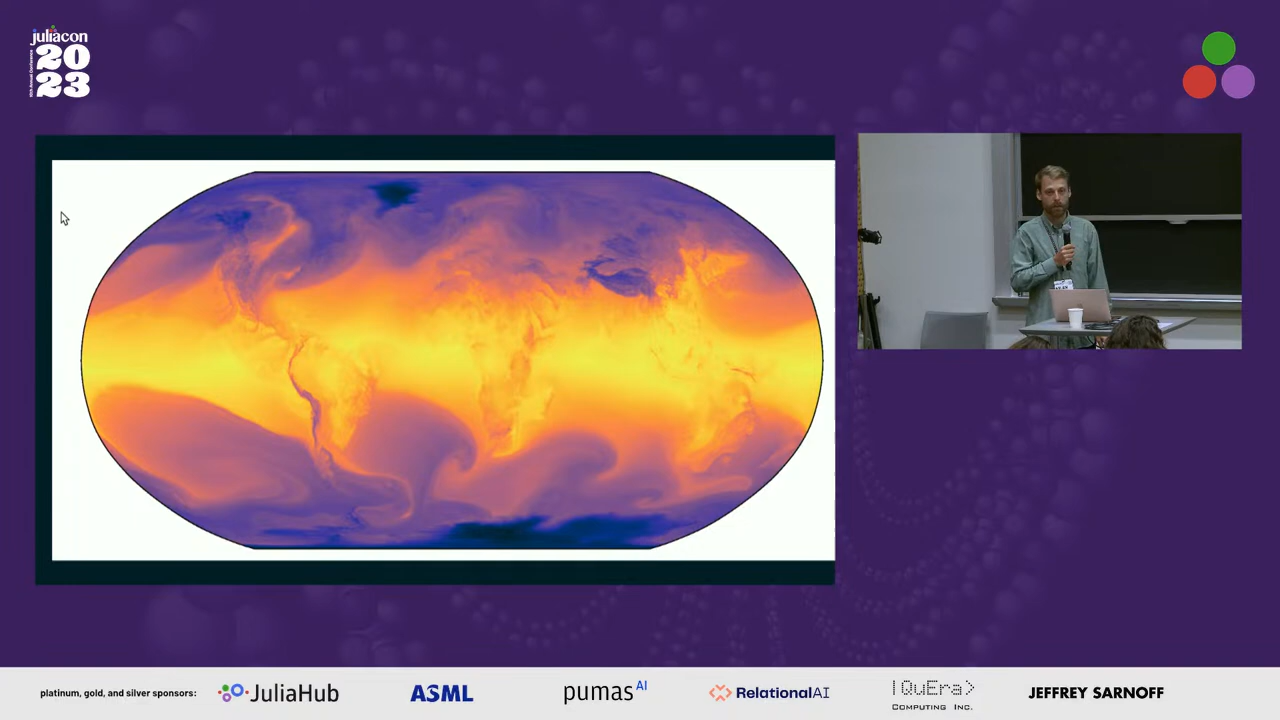 juliacon
20
23
platinum, gold, and silver sponsors:
JuliaHub
ASML
pumas AI
RelationalAI
|QuEra>
COMPUTING INC.
JEFFREY SARNOFF